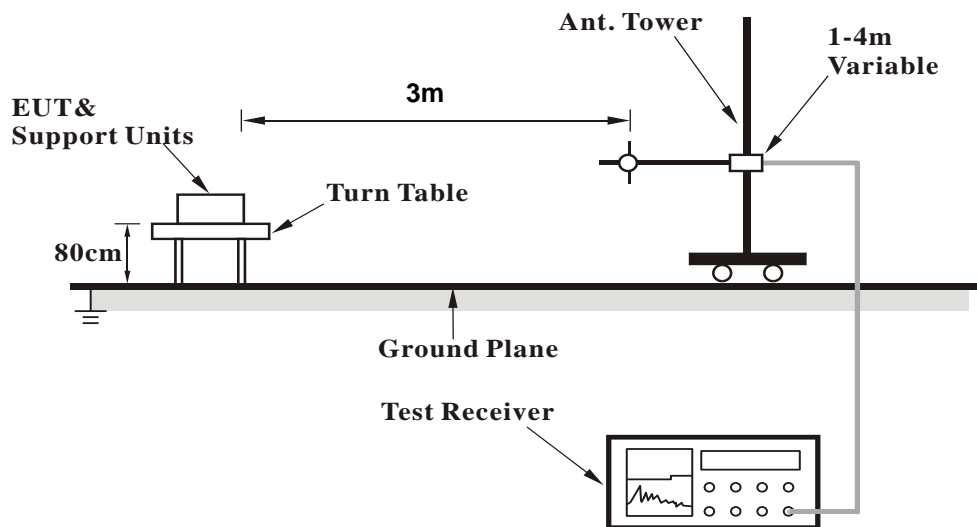 Ant. Tower
1-4m
Variable
3m
EUT&
Support Units
Turn Table
80cm
Ground Plane
Test Receiver